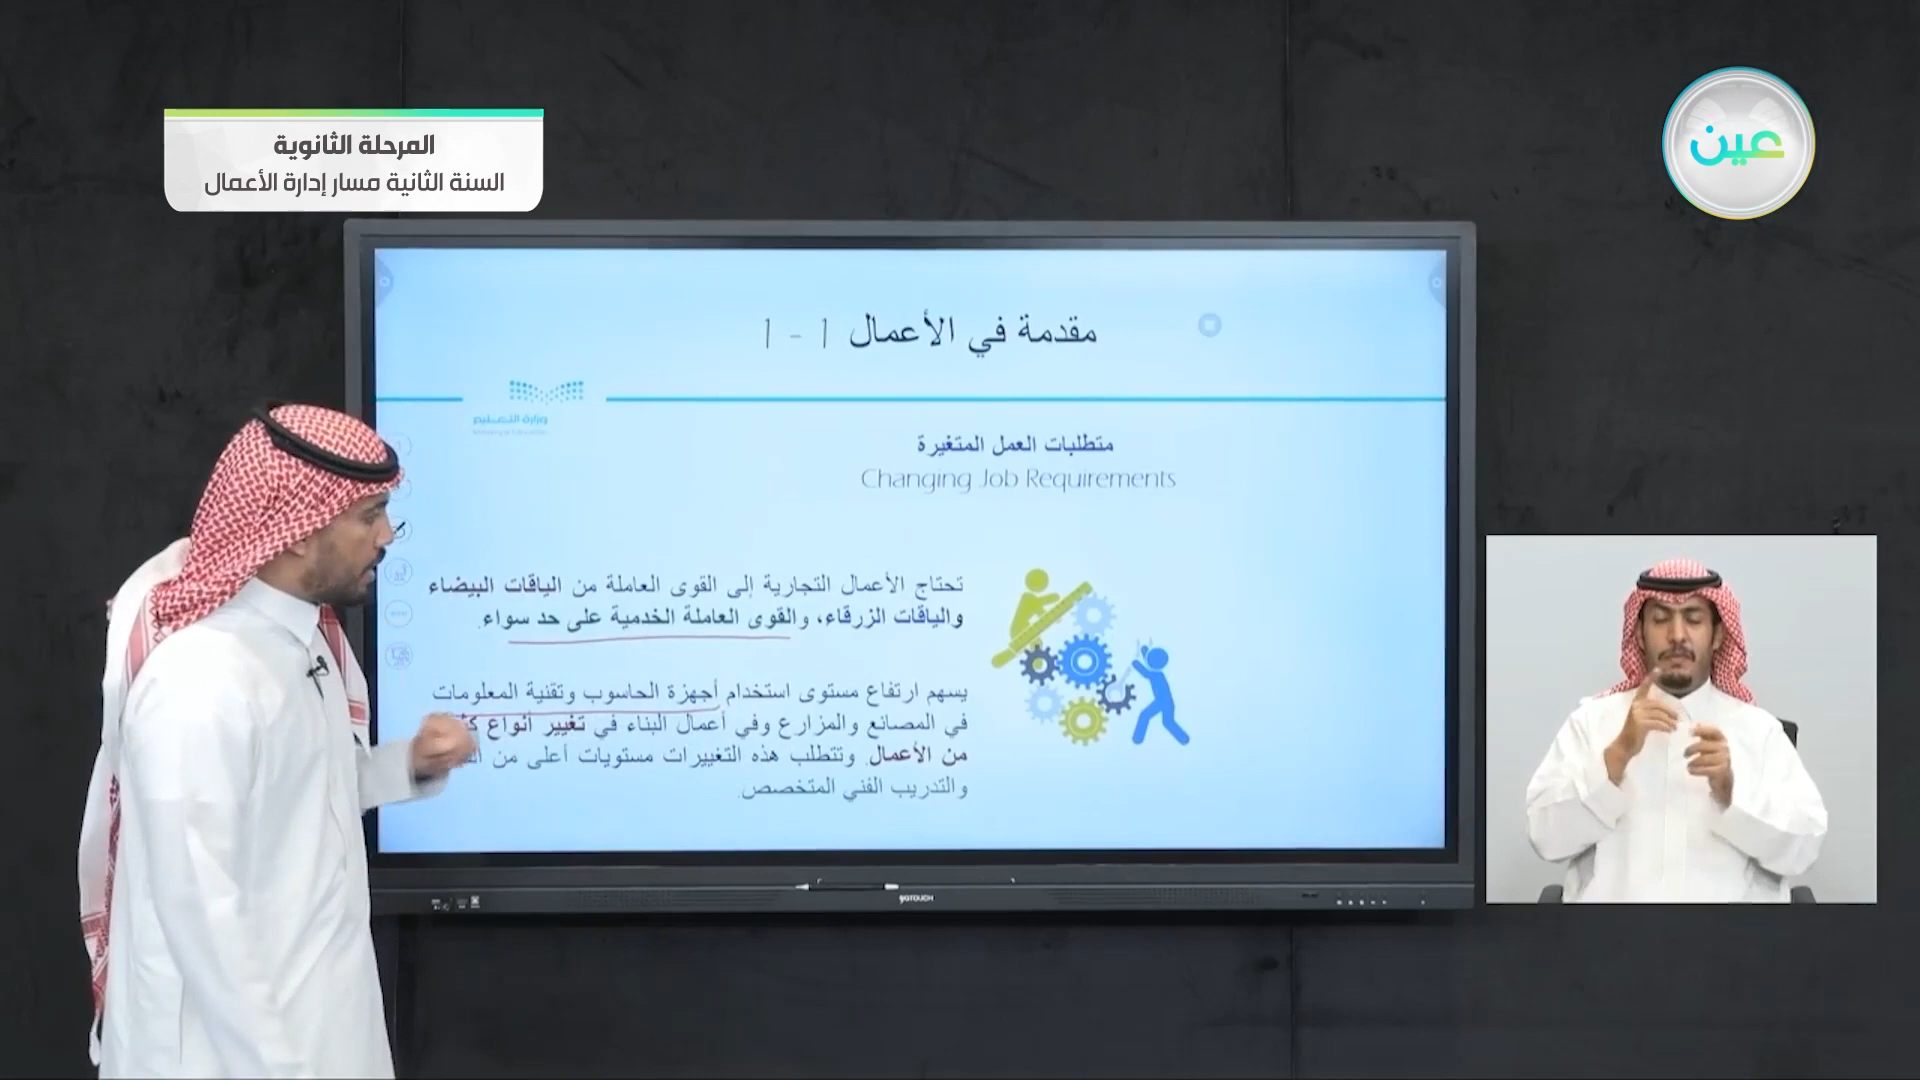 المرحلة الثانوية
السنة الثانية مسار إدارة الأعمال
عين
مقدمة في الأعمال 1 - 1
وزارة التعليم
متطلبات العمل المتغيرة
Changing Job Requirements
تحتاج الأعمال التجارية إلى القوى العاملة من الياقات البيضاء
والياقات الزرقاء، والقوى العاملة الخدمية على حد سواء.
يسهم ارتفاع مستوى استخدام أجهزة الحاسوب وتقنية المعلومات
في المصانع والمزارع وفي أعمال البناء في تغيير أنواع
من الأعمال. وتتطلب هذه التغييرات مستويات أعلى من
والتدريب الفني المتخصص.